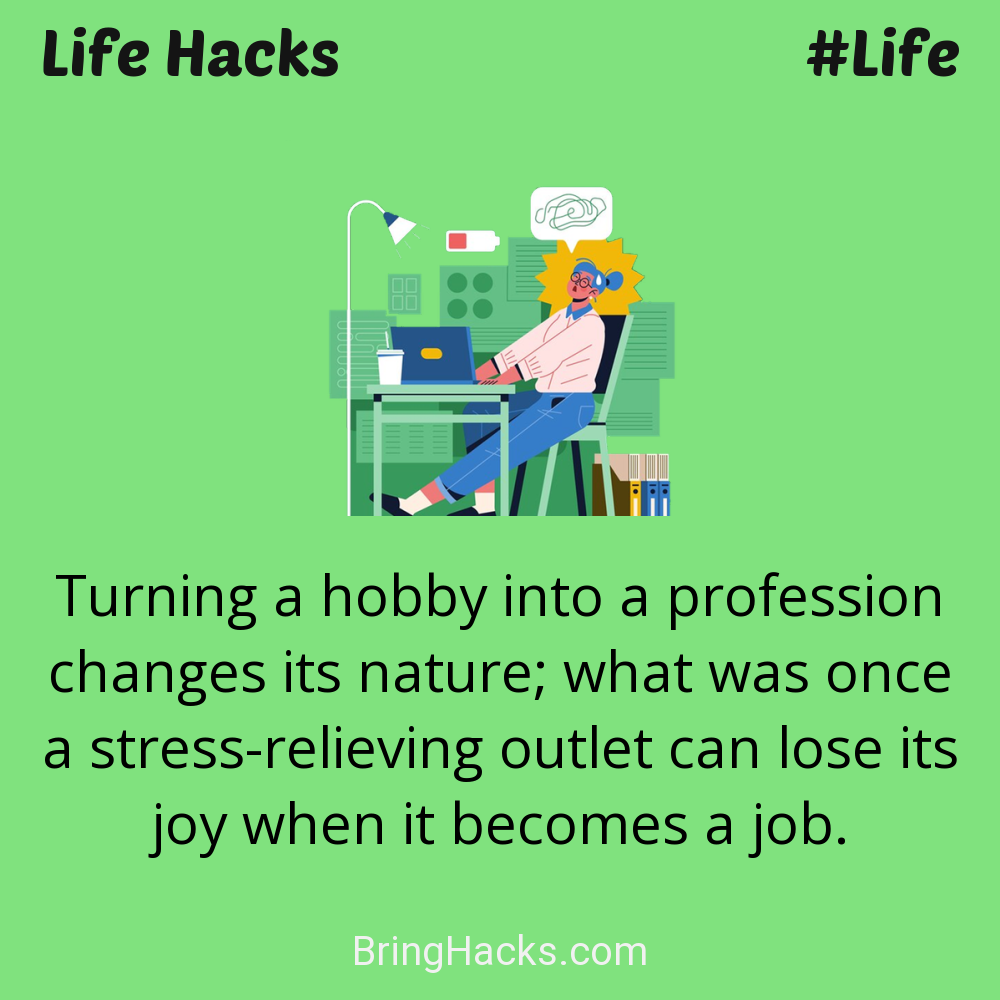 Life Hacks #Life
Turning a hobby into a profession
changes its nature; what was once
a stress-relieving outlet can lose its
joy when it becomes a job.
BringHacks.com